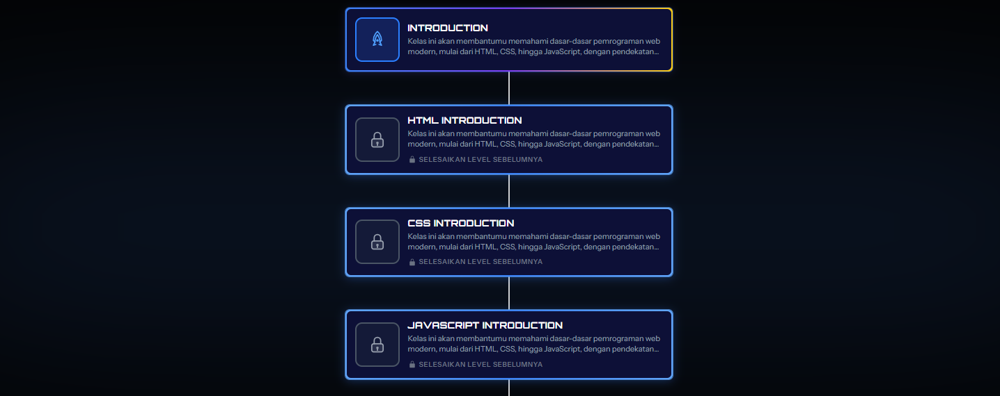 INTRODUCTION
Kelas ini akan membantumu memahami dasar-dasar pemrograman web
modern, mulai dari HTML, CSS, hingga JavaScript, dengan pendekatan...
HTML INTRODUCTION
Kelas ini akan membantumu memahami dasar-dasar pemrograman web
modern, mulai dari HTML, CSS, hingga JavaScript, dengan pendekatan...
SELESAIKAN LEVEL SEBELUMNYA
CSS INTRODUCTION
Kelas ini akan membantumu memahami dasar-dasar pemrograman web
modern, mulai dari HTML, CSS, hingga JavaScript, dengan pendekatan...
SELESAIKAN LEVEL SEBELUMNYA
JAVASCRIPT INTRODUCTION
Kelas ini akan membantumu memahami dasar-dasar pemrograman web
modern, mulai dari HTML, CSS, hingga JavaScript, dengan pendekatan...
SELESAIKAN LEVEL SEBELUMNYA